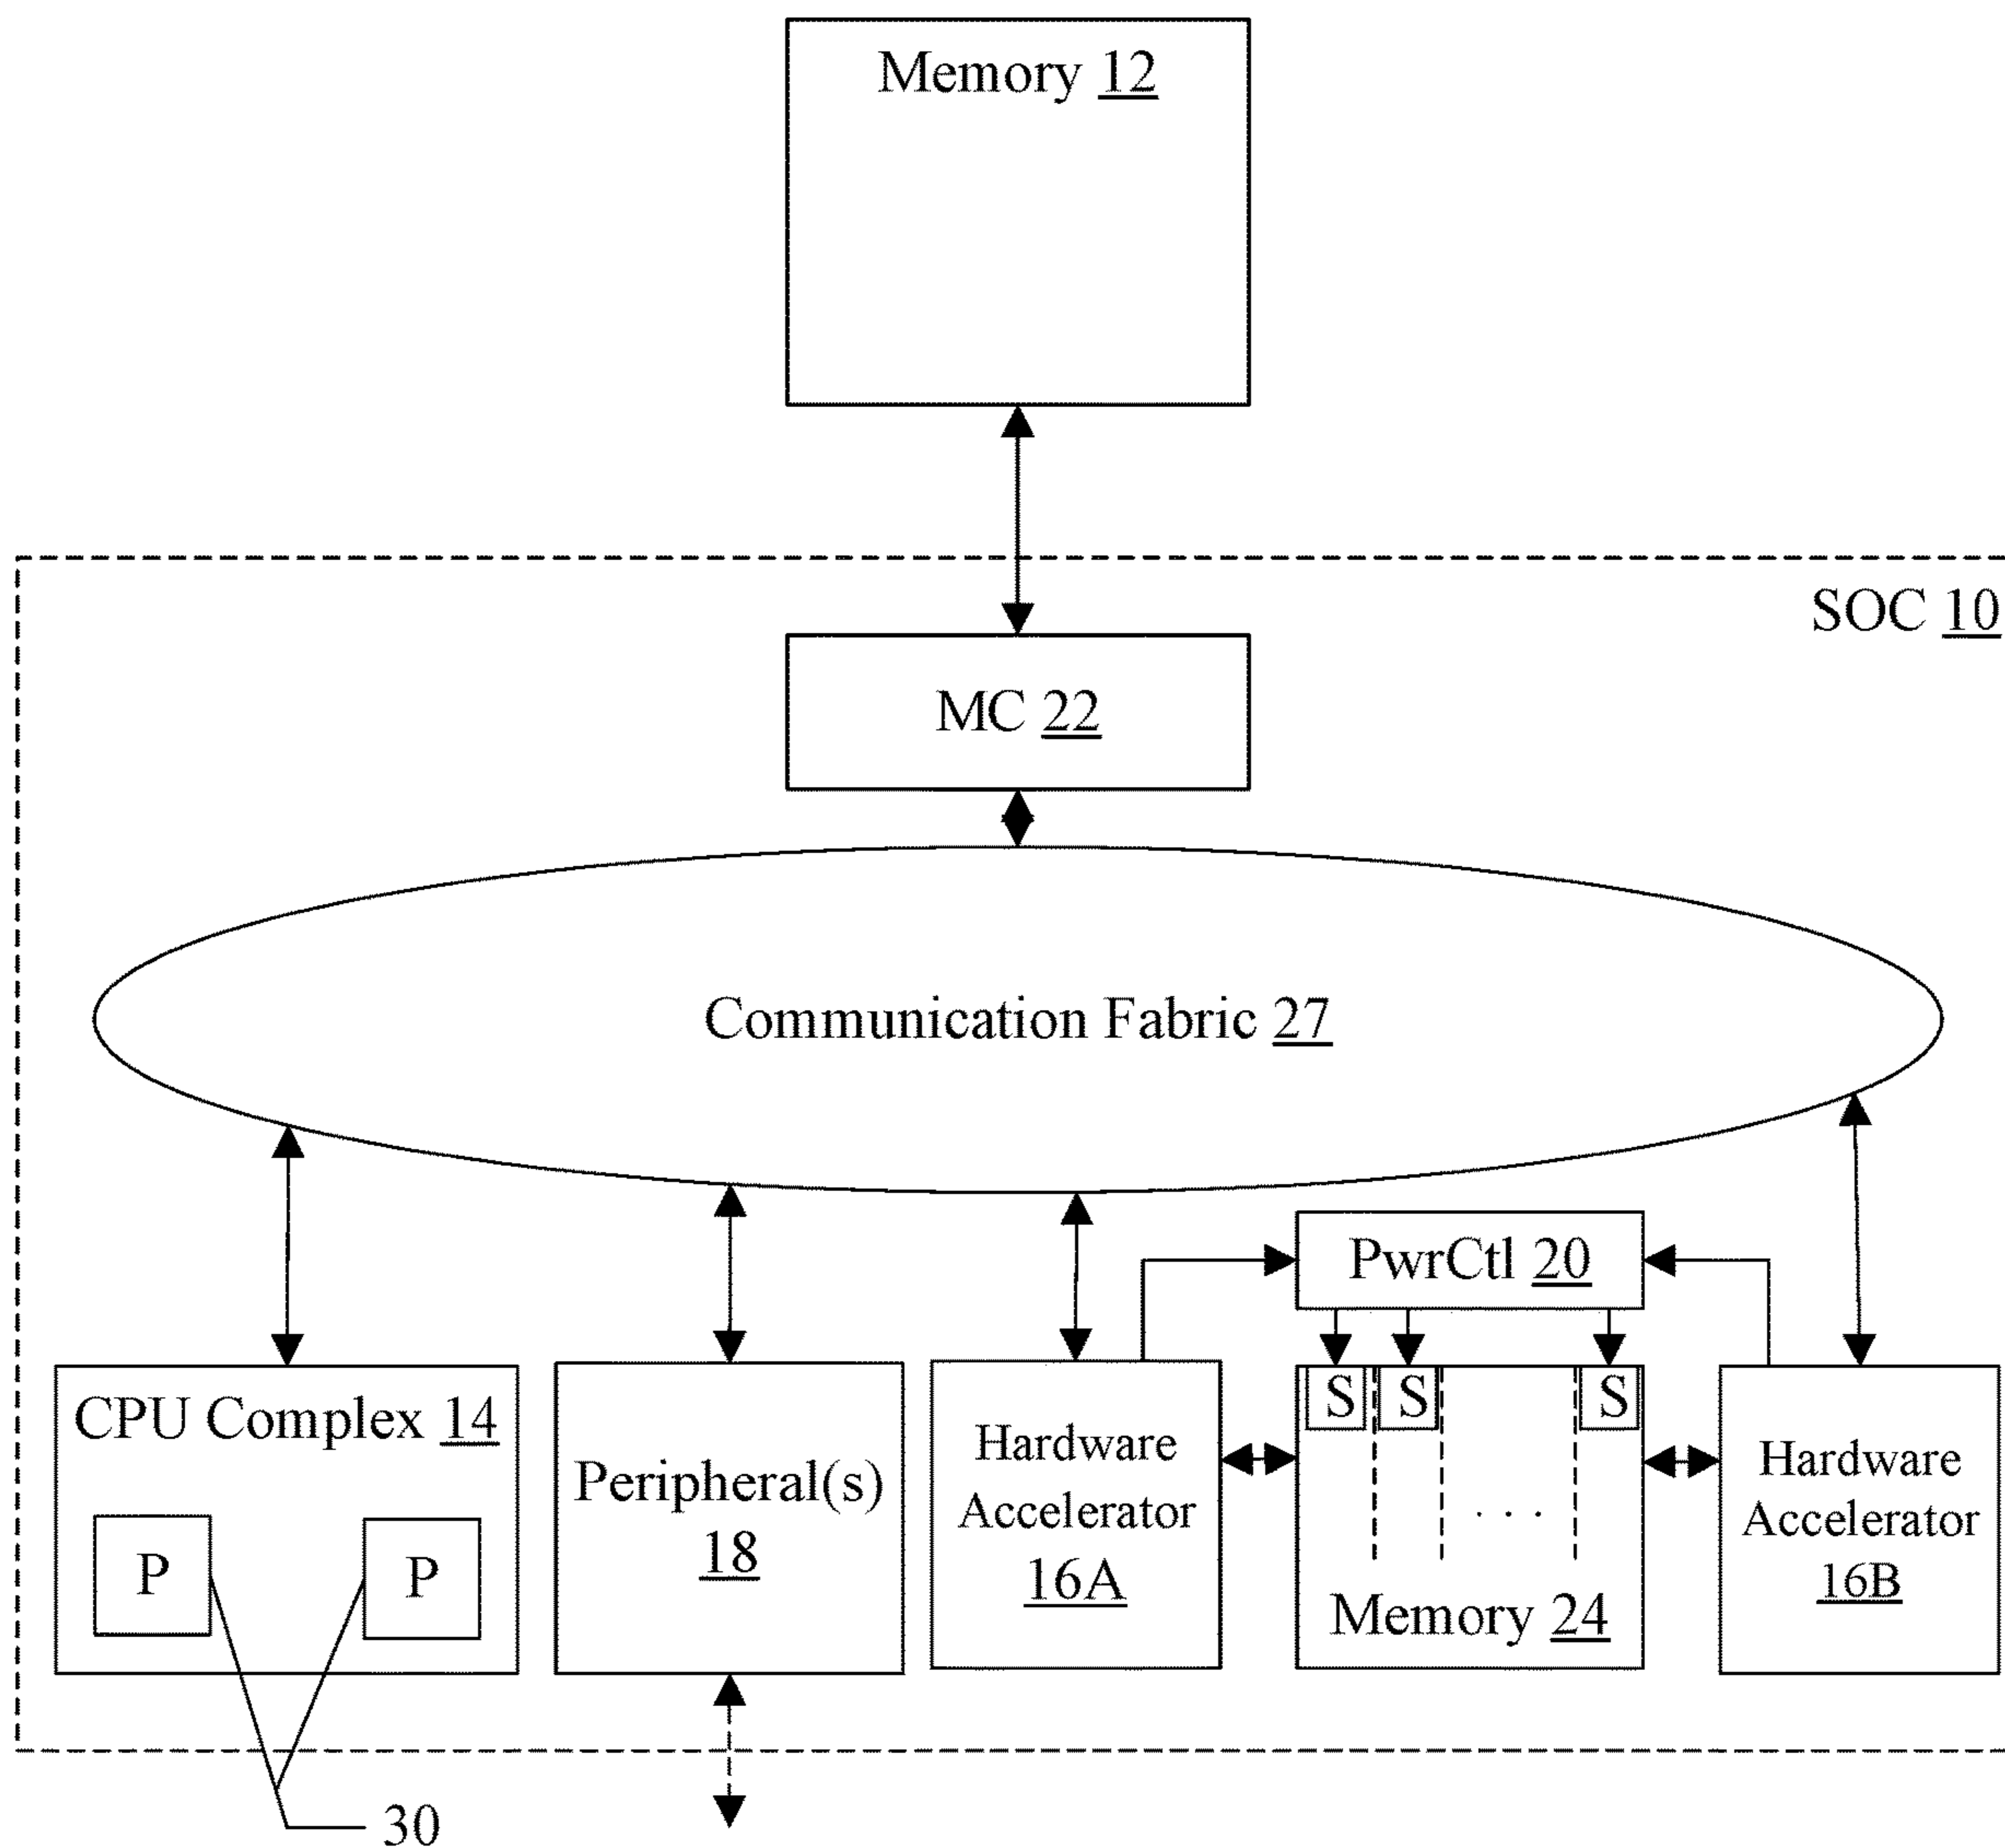 Memory 12
SOC 10
MC 22
Communication Fabric 27
PwrCtl 20
CPU Complex 14
P
P
30
Peripheral(s)
18
Hardware
Accelerator
16A
S
S
S
. . .
Memory 24
Hardware
Accelerator
16B